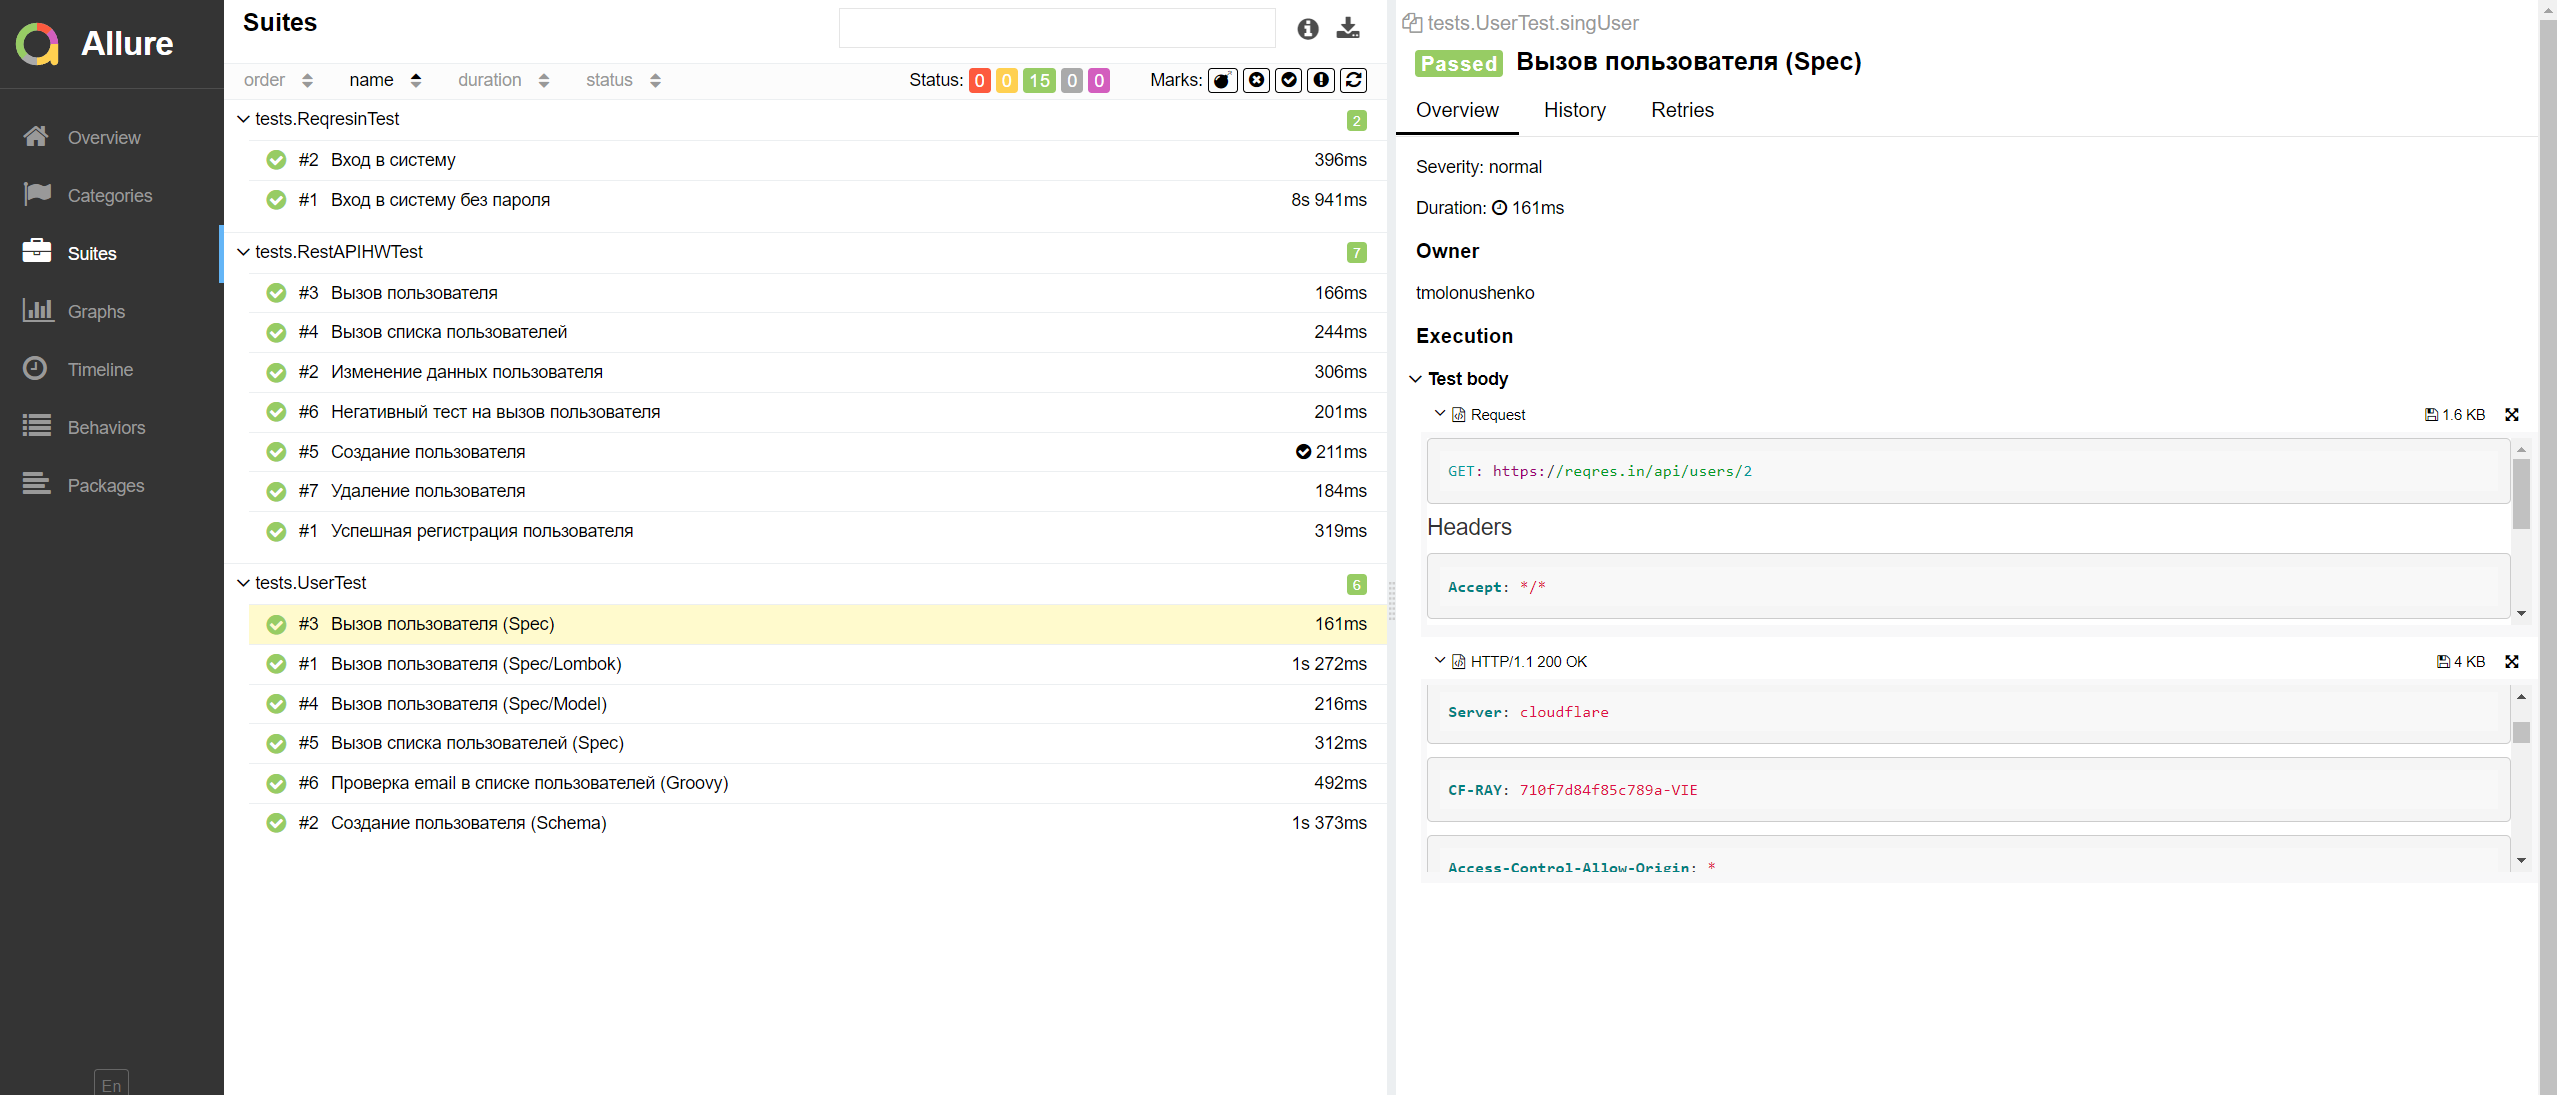 Allure
Overview
Categories
Suites
Graphs
Timeline
Behaviors
Packages
En
Suites
order name duration status Status: 0 0 15 0 0 Marks:
tests.ReqresinTest 2
#2 Вход в систему 396ms
#1 Вход в систему без пароля 8s 941ms
tests.RestAPIHWTest 7
#3 Вызов пользователя 166ms
#4 Вызов списка пользователей 244ms
#2 Изменение данных пользователя 306ms
#6 Негативный тест на вызов пользователя 201ms
#5 Создание пользователя 211ms
#7 Удаление пользователя 184ms
#1 Успешная регистрация пользователя 319ms
tests.UserTest 6
#3 Вызов пользователя (Spec) 161ms
#1 Вызов пользователя (Spec/Lombok) 1s 272ms
#4 Вызов пользователя (Spec/Model) 216ms
#5 Вызов списка пользователей (Spec) 312ms
#6 Проверка email в списке пользователей (Groovy) 492ms
#2 Создание пользователя (Schema) 1s 373ms
tests.UserTest.singUser
Passed Вызов пользователя (Spec)
Overview History Retries
Severity: normal
Duration: 161ms
Owner
tmolonushenko
Execution
Test body
Request 1.6 KB
GET: https://reqres.in/api/users/2
Headers
Accept: */*
HTTP/1.1 200 OK 4 KB
Server: cloudflare
CF-RAY: 710f7d84f85c789a-VIE
Access-Control-Allow-Origin: *